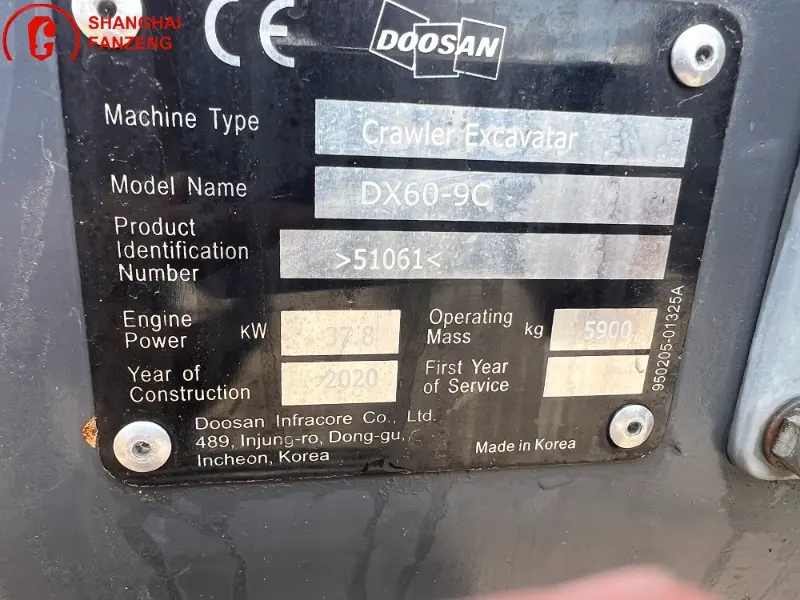 SHANGHAI
FANZENG
CE
DOOSAN
Machine Type Crawler Excavatar
Model Name DX60-9C
Product
Identification
Number >51061<
Engine
Power KW 37.8
Operating
Mass kg 5900
Year of
Construction 2020
First Year
of Service
Doosan Infracore Co., Ltd.
489, Injung-ro, Dong-gu,
Incheon, Korea
Made in Korea
950205-01325A